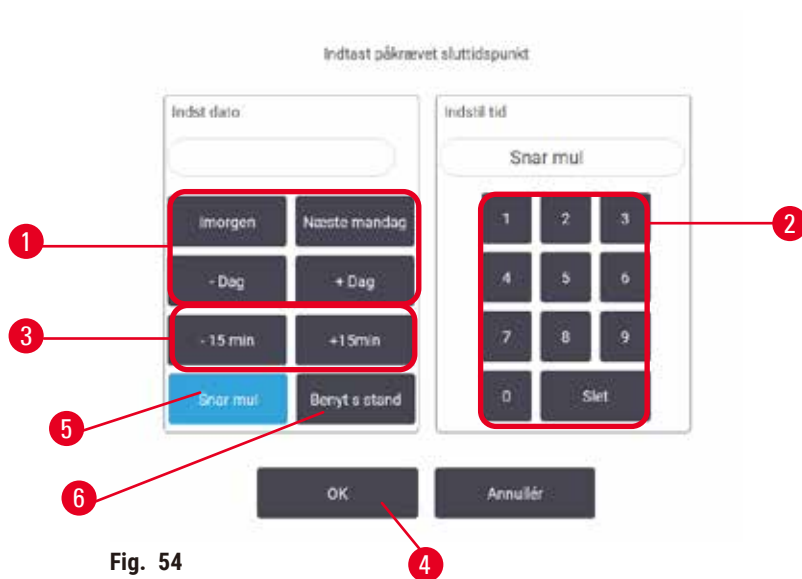 Indtast påkrævet sluttidspunkt
Indst dato
Indstil tid
Snar mul
Imorgen
Næste mandag
1
2
3
1
2
- Dag
+ Dag
4
5
6
3
- 15 min
+15min
7
8
9
Snar mul
Benyt s stand
0
Slet
5
6
OK
Annullér
Fig. 54
4